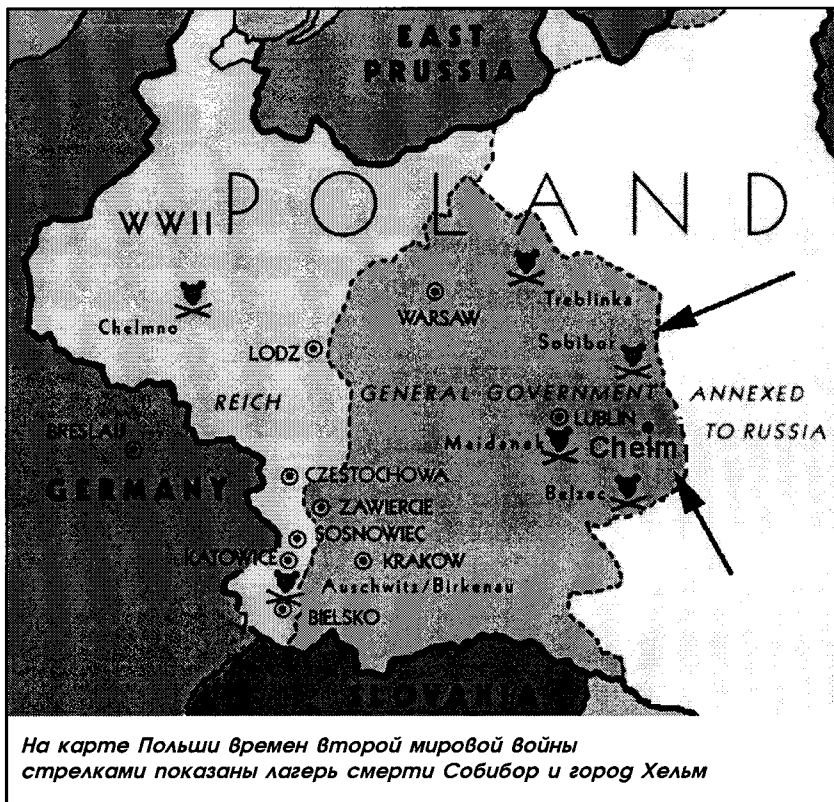 EAST
PRUSSIA
WWII POLAND
Treblinka
Chelmno
WARSAW
Sobibor
LODZ
REICH
GENERAL GOVERNMENT
ANNEXED
TO RUSSIA
LUBLIN
BRESLAU
Maidanek
Chelm
GERMANY
CZĘSTOCHOWA
Belzec
ZAWIERCIE
SOSNOWIEC
KATOWICE
KRAKOW
Auschwitz/Birkenau
BIELSKO
SLOVAKIA
На карте Польши времен второй мировой войны
стрелками показаны лагерь смерти Собибор и город Хельм